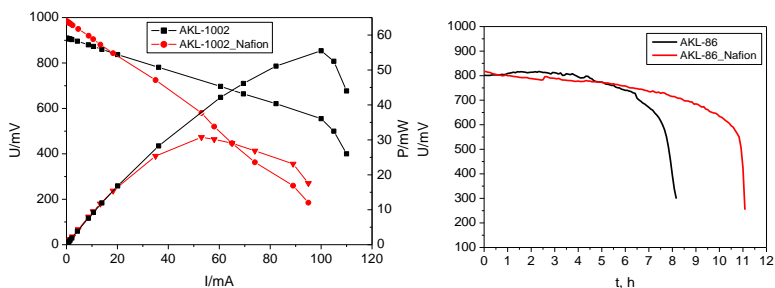 AKL-1002
AKL-1002_Nafion
1000
800
600
400
200
0
U/mV
0 20 40 60 80 100 120
I/mA
60
50
40
30
20
10
0
P/mW
AKL-86
AKL-86_Nafion
1000
900
800
700
600
500
400
300
200
100
U/mV
0 1 2 3 4 5 6 7 8 9 10 11 12
t, h